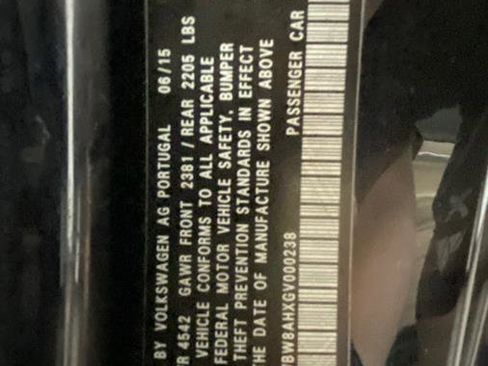 BY VOLKSWAGEN AG PORTUGAL 06/15
R 4542 GAWR FRONT 2381 / REAR 2205 LBS
VEHICLE CONFORMS TO ALL APPLICABLE
FEDERAL MOTOR VEHICLE SAFETY, BUMPER
THEFT PREVENTION STANDARDS IN EFFECT
THE DATE OF MANUFACTURE SHOWN ABOVE
VBW8AHXGV000238 PASSENGER CAR